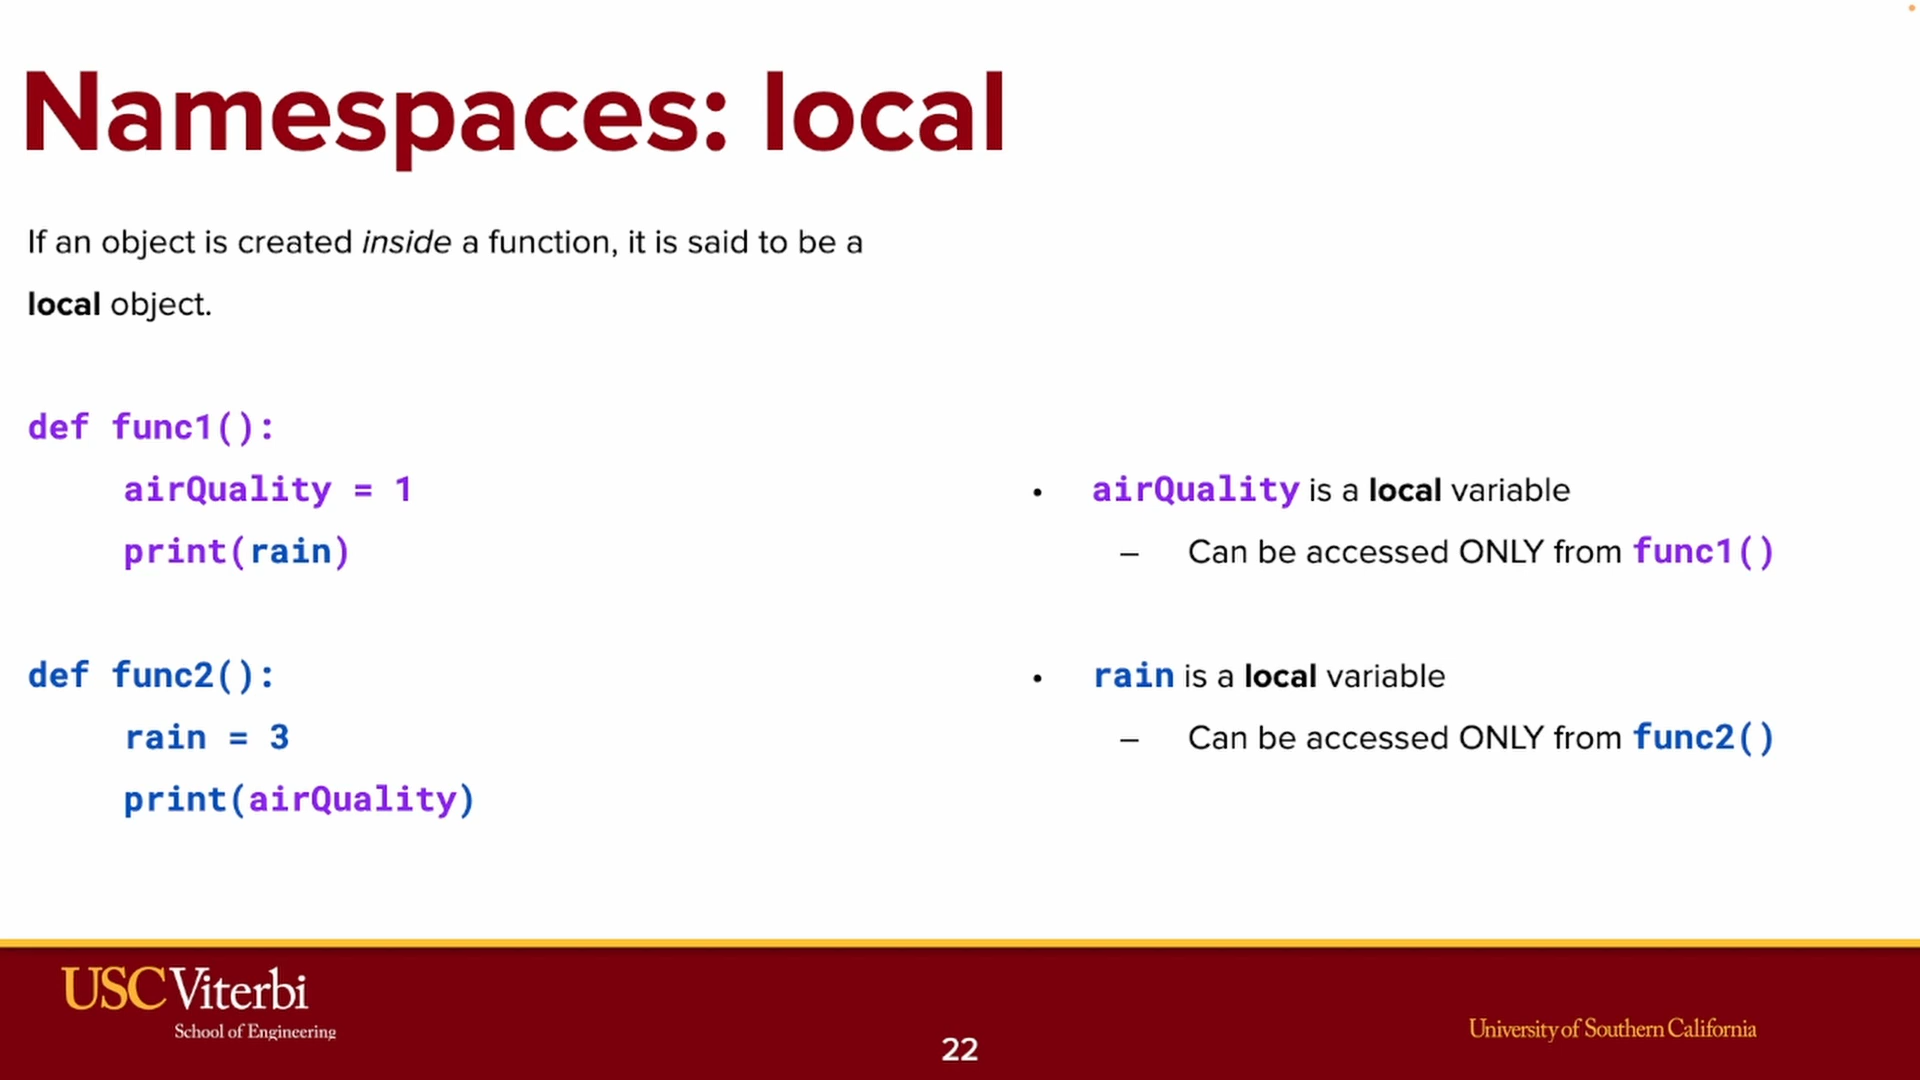 Namespaces: local
If an object is created inside a function, it is said to be a
local object.
def func1():
airQuality = 1
print(rain)
def func2():
rain = 3
print(airQuality)
• airQuality is a local variable
– Can be accessed ONLY from func1()
• rain is a local variable
– Can be accessed ONLY from func2()
USC Viterbi
School of Engineering
22
University of Southern California